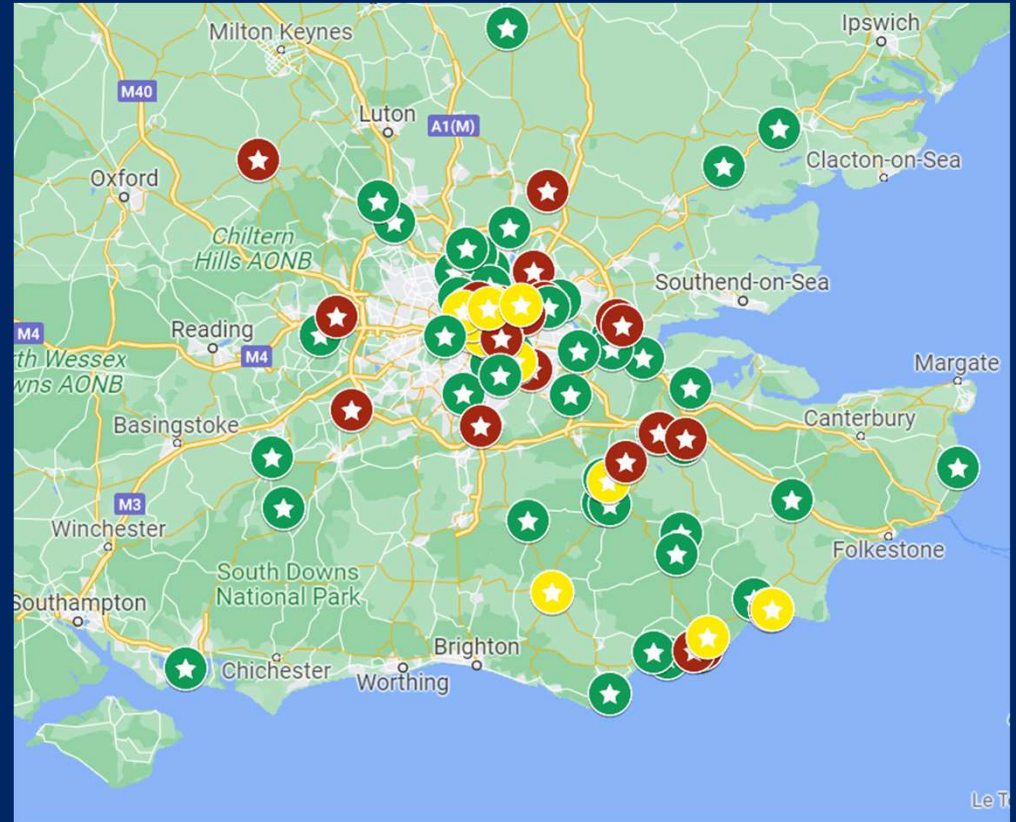 Milton Keynes
Ipswich
M40
Luton
A1(M)
Clacton-on-Sea
Oxford
Chiltern
Hills AONB
Southend-on-Sea
M4
Reading
M4
rth Wessex
wns AONB
Margate
Basingstoke
Canterbury
M3
Winchester
Folkestone
South Downs
National Park
Southampton
Brighton
Chichester
Worthing
Le T